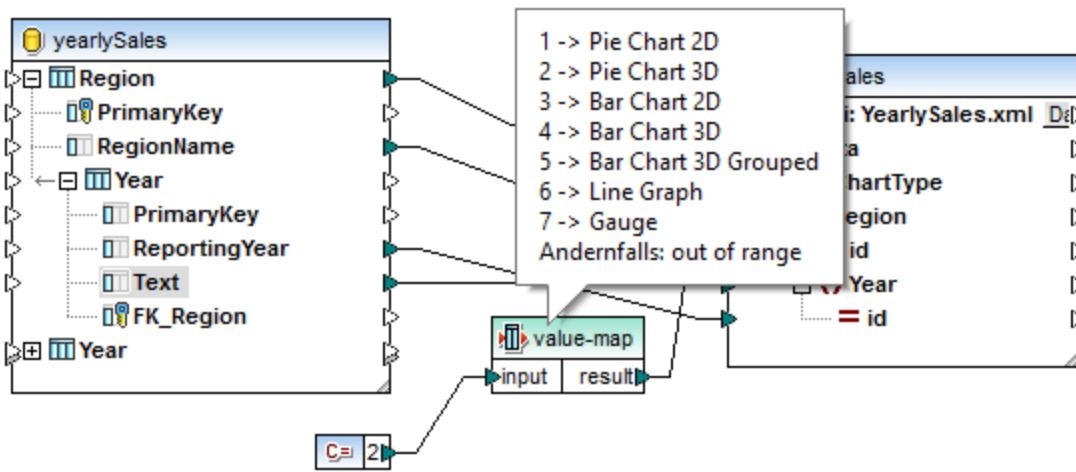 yearlySales
Region
PrimaryKey
RegionName
Year
PrimaryKey
ReportingYear
Text
FK_Region
Year
1 -> Pie Chart 2D
2 -> Pie Chart 3D
3 -> Bar Chart 2D
4 -> Bar Chart 3D
5 -> Bar Chart 3D Grouped
6 -> Line Graph
7 -> Gauge
Andernfalls: out of range
value-map
input result
C= 2
ales
i: YearlySales.xml
ta
hartType
egion
id
Year
= id